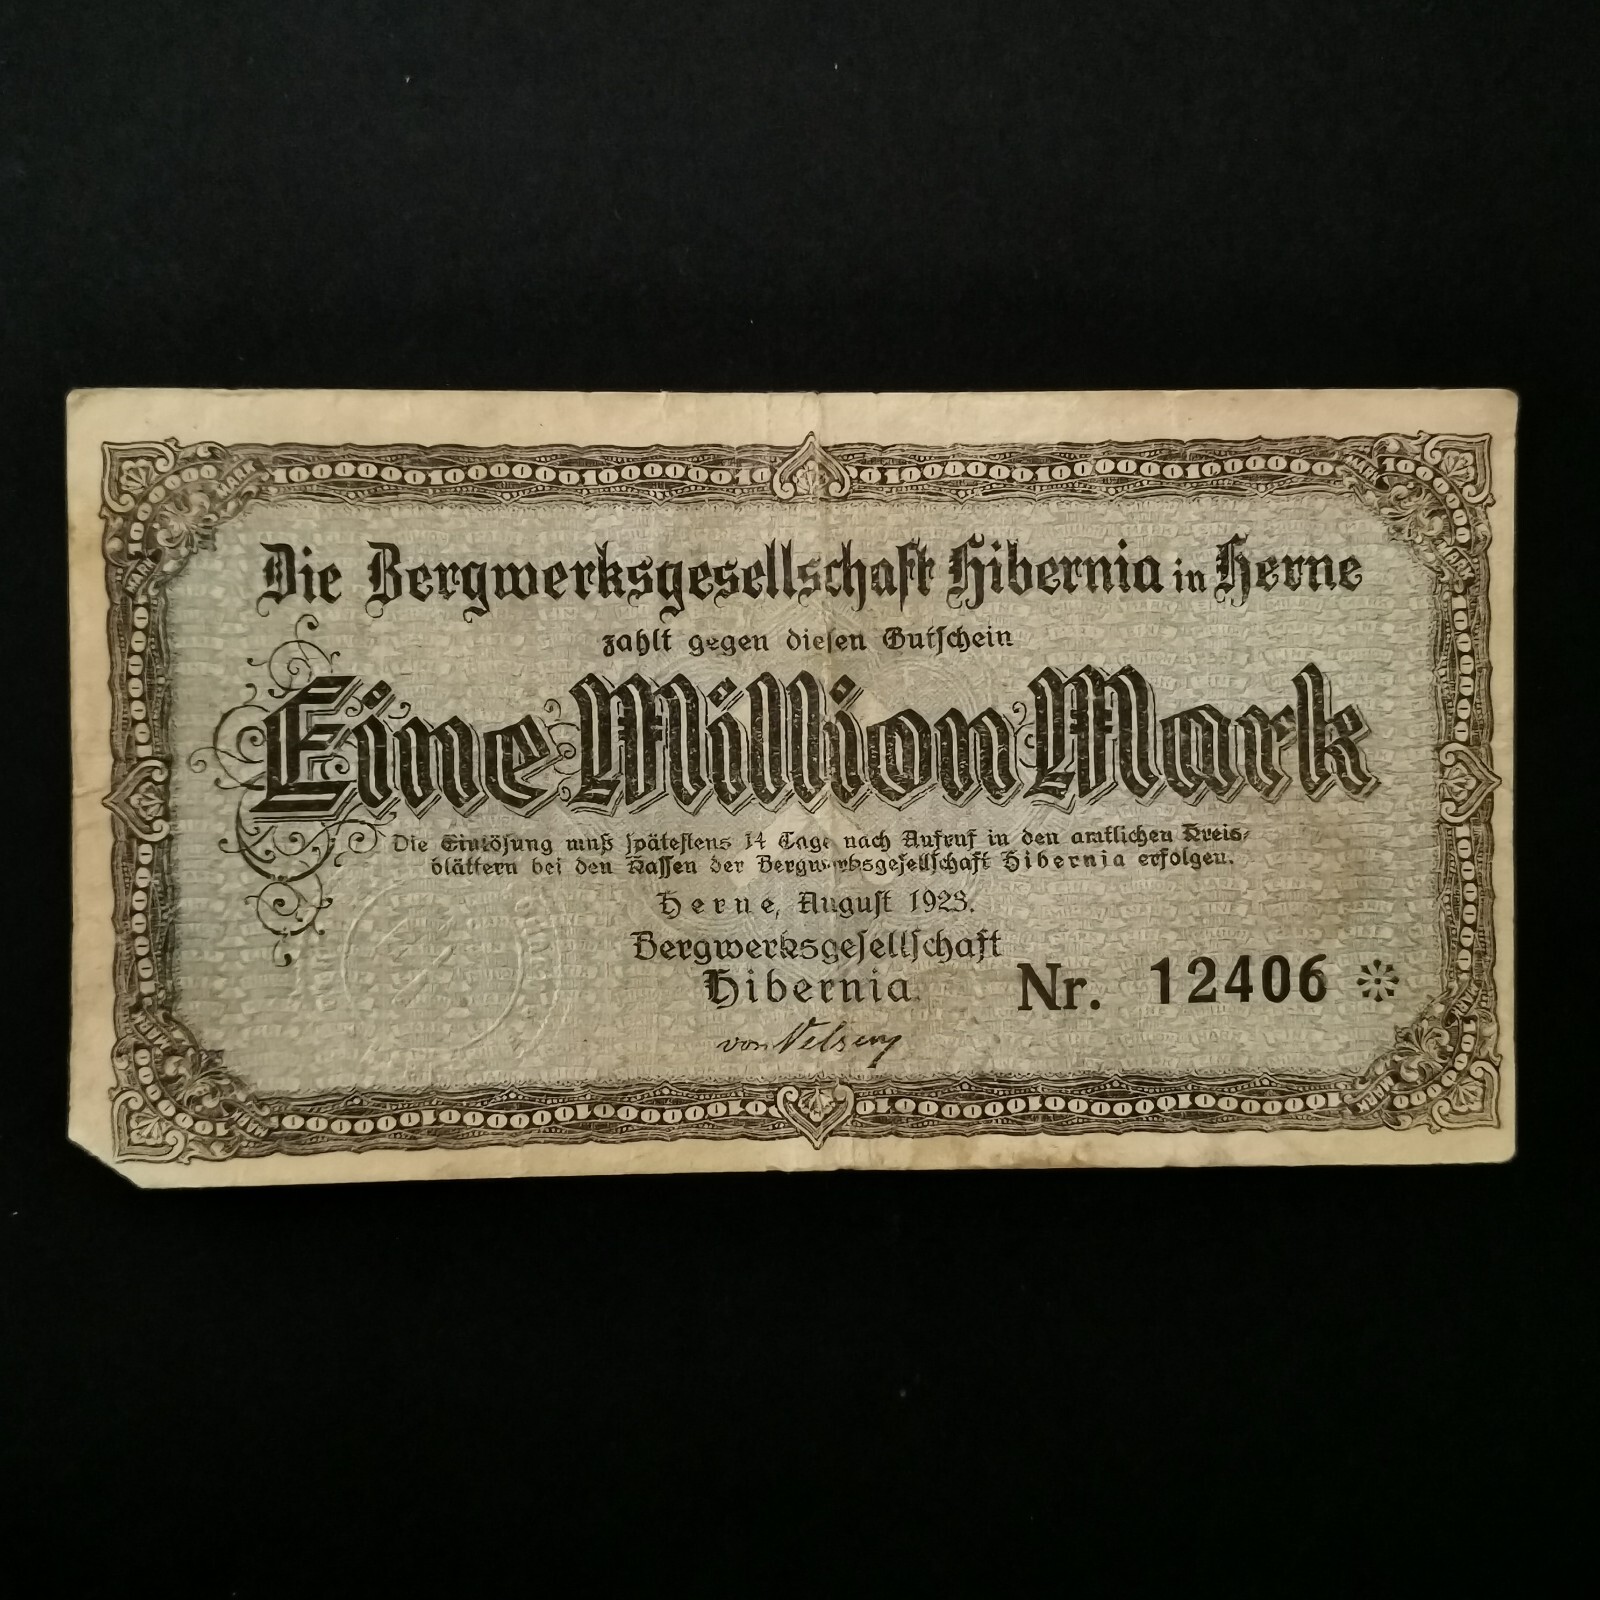 Die Bergwerksgesellschaft Hibernia in Herne
zahlt gegen diesen Gutschein
Eine Million Mark
Die Einlösung muß spätestens 14 Tage nach Aufruf in den amtlichen Kreis-
blättern bei den Kassen der Bergwerksgesellschaft Hibernia erfolgen.
Herne, August 1923.
Bergwerksgesellschaft
Hibernia.
von Velsen
Nr. 12406 *